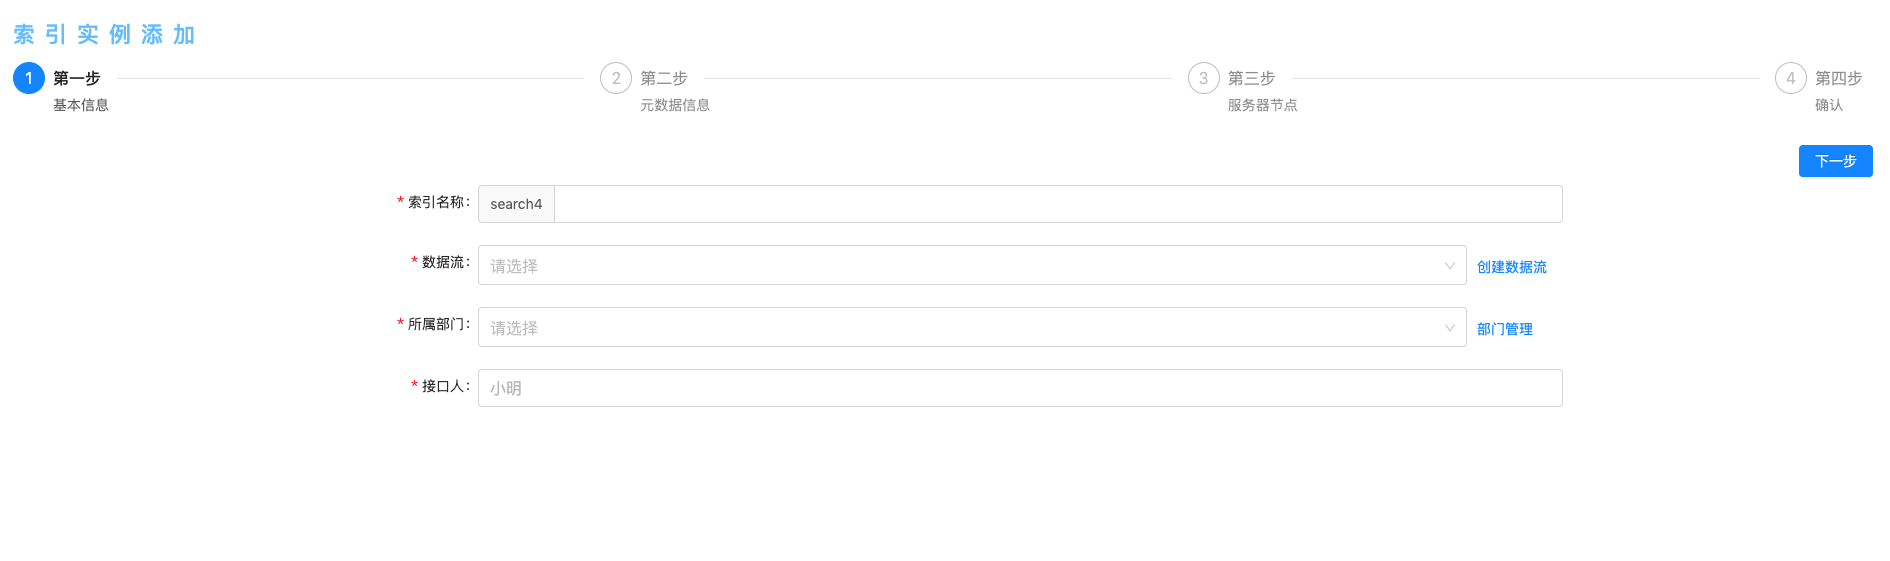 索引实例添加
1 第一步 2 第二步 3 第三步 4 第四步
基本信息 元数据信息 服务器节点 确认
下一步
* 索引名称: search4
* 数据流: 请选择 创建数据流
* 所属部门: 请选择 部门管理
* 接口人: 小明